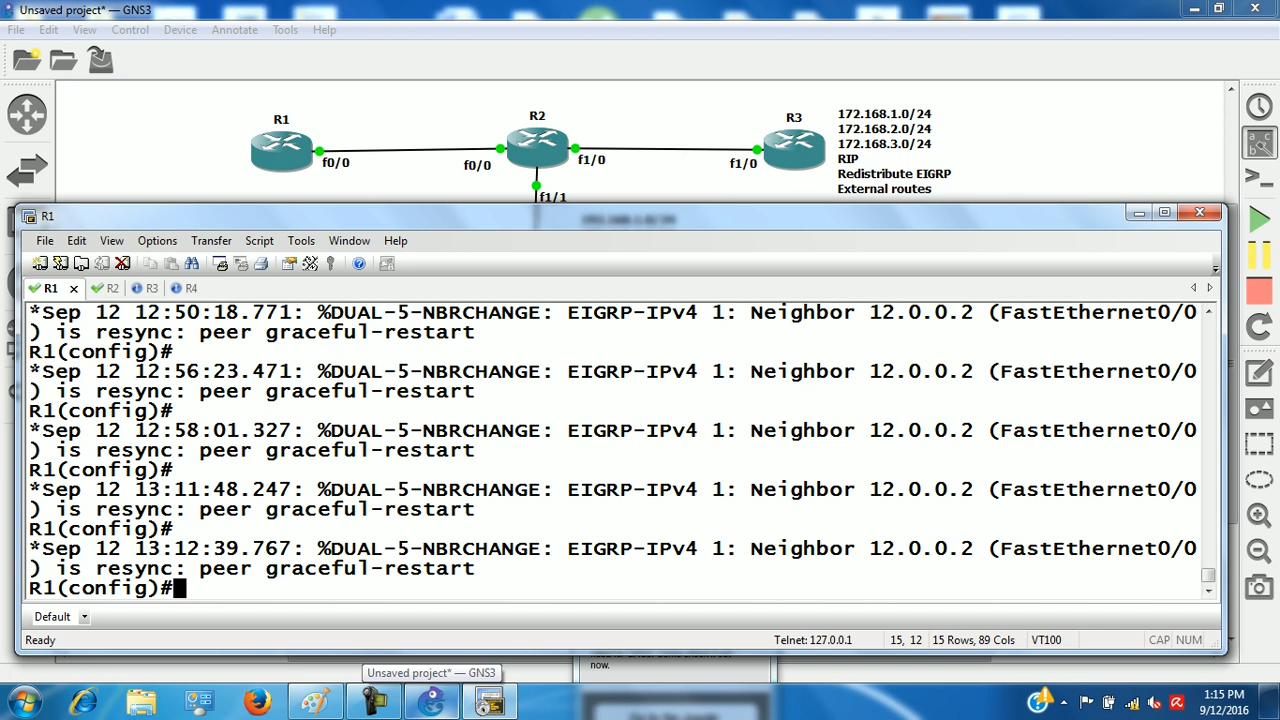 Unsaved project* — GNS3
File Edit View Control Device Annotate Tools Help
R1
R2
R3
f0/0
f0/0
f1/0
f1/0
f1/1
172.168.1.0/24
172.168.2.0/24
172.168.3.0/24
RIP
Redistribute EIGRP
External routes
R1
File Edit View Options Transfer Script Tools Window Help
R1 R2 R3 R4
*Sep 12 12:50:18.771: %DUAL-5-NBRCHANGE: EIGRP-IPv4 1: Neighbor 12.0.0.2 (FastEthernet0/0
) is resync: peer graceful-restart
R1(config)#
*Sep 12 12:56:23.471: %DUAL-5-NBRCHANGE: EIGRP-IPv4 1: Neighbor 12.0.0.2 (FastEthernet0/0
) is resync: peer graceful-restart
R1(config)#
*Sep 12 12:58:01.327: %DUAL-5-NBRCHANGE: EIGRP-IPv4 1: Neighbor 12.0.0.2 (FastEthernet0/0
) is resync: peer graceful-restart
R1(config)#
*Sep 12 13:11:48.247: %DUAL-5-NBRCHANGE: EIGRP-IPv4 1: Neighbor 12.0.0.2 (FastEthernet0/0
) is resync: peer graceful-restart
R1(config)#
*Sep 12 13:12:39.767: %DUAL-5-NBRCHANGE: EIGRP-IPv4 1: Neighbor 12.0.0.2 (FastEthernet0/0
) is resync: peer graceful-restart
R1(config)#
Default
Ready Telnet: 127.0.0.1 15, 12 15 Rows, 89 Cols VT100 CAP NUM
now.
Unsaved project* — GNS3
1:15 PM
9/12/2016